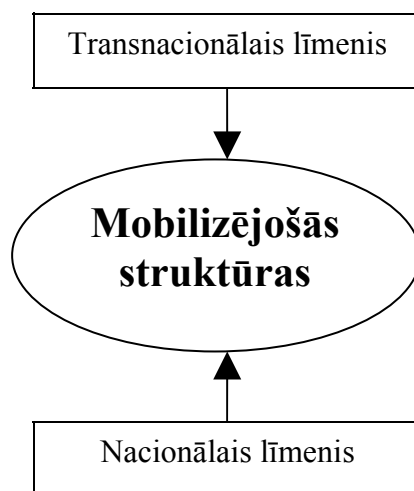 Transnacionālais līmenis
Mobilizējošās
struktūras
Nacionālais līmenis